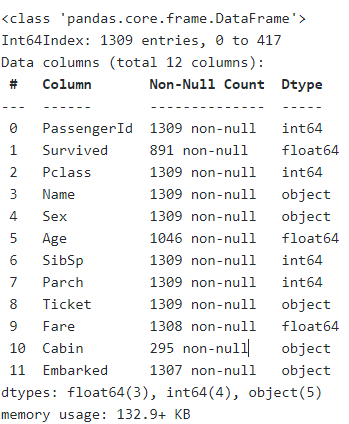 <class 'pandas.core.frame.DataFrame'>
Int64Index: 1309 entries, 0 to 417
Data columns (total 12 columns):
 #   Column       Non-Null Count  Dtype
---  ------       --------------  -----
 0   PassengerId  1309 non-null   int64
 1   Survived     891 non-null    float64
 2   Pclass       1309 non-null   int64
 3   Name         1309 non-null   object
 4   Sex          1309 non-null   object
 5   Age          1046 non-null   float64
 6   SibSp        1309 non-null   int64
 7   Parch        1309 non-null   int64
 8   Ticket       1309 non-null   object
 9   Fare         1308 non-null   float64
 10  Cabin        295 non-null    object
 11  Embarked     1307 non-null   object
dtypes: float64(3), int64(4), object(5)
memory usage: 132.9+ KB